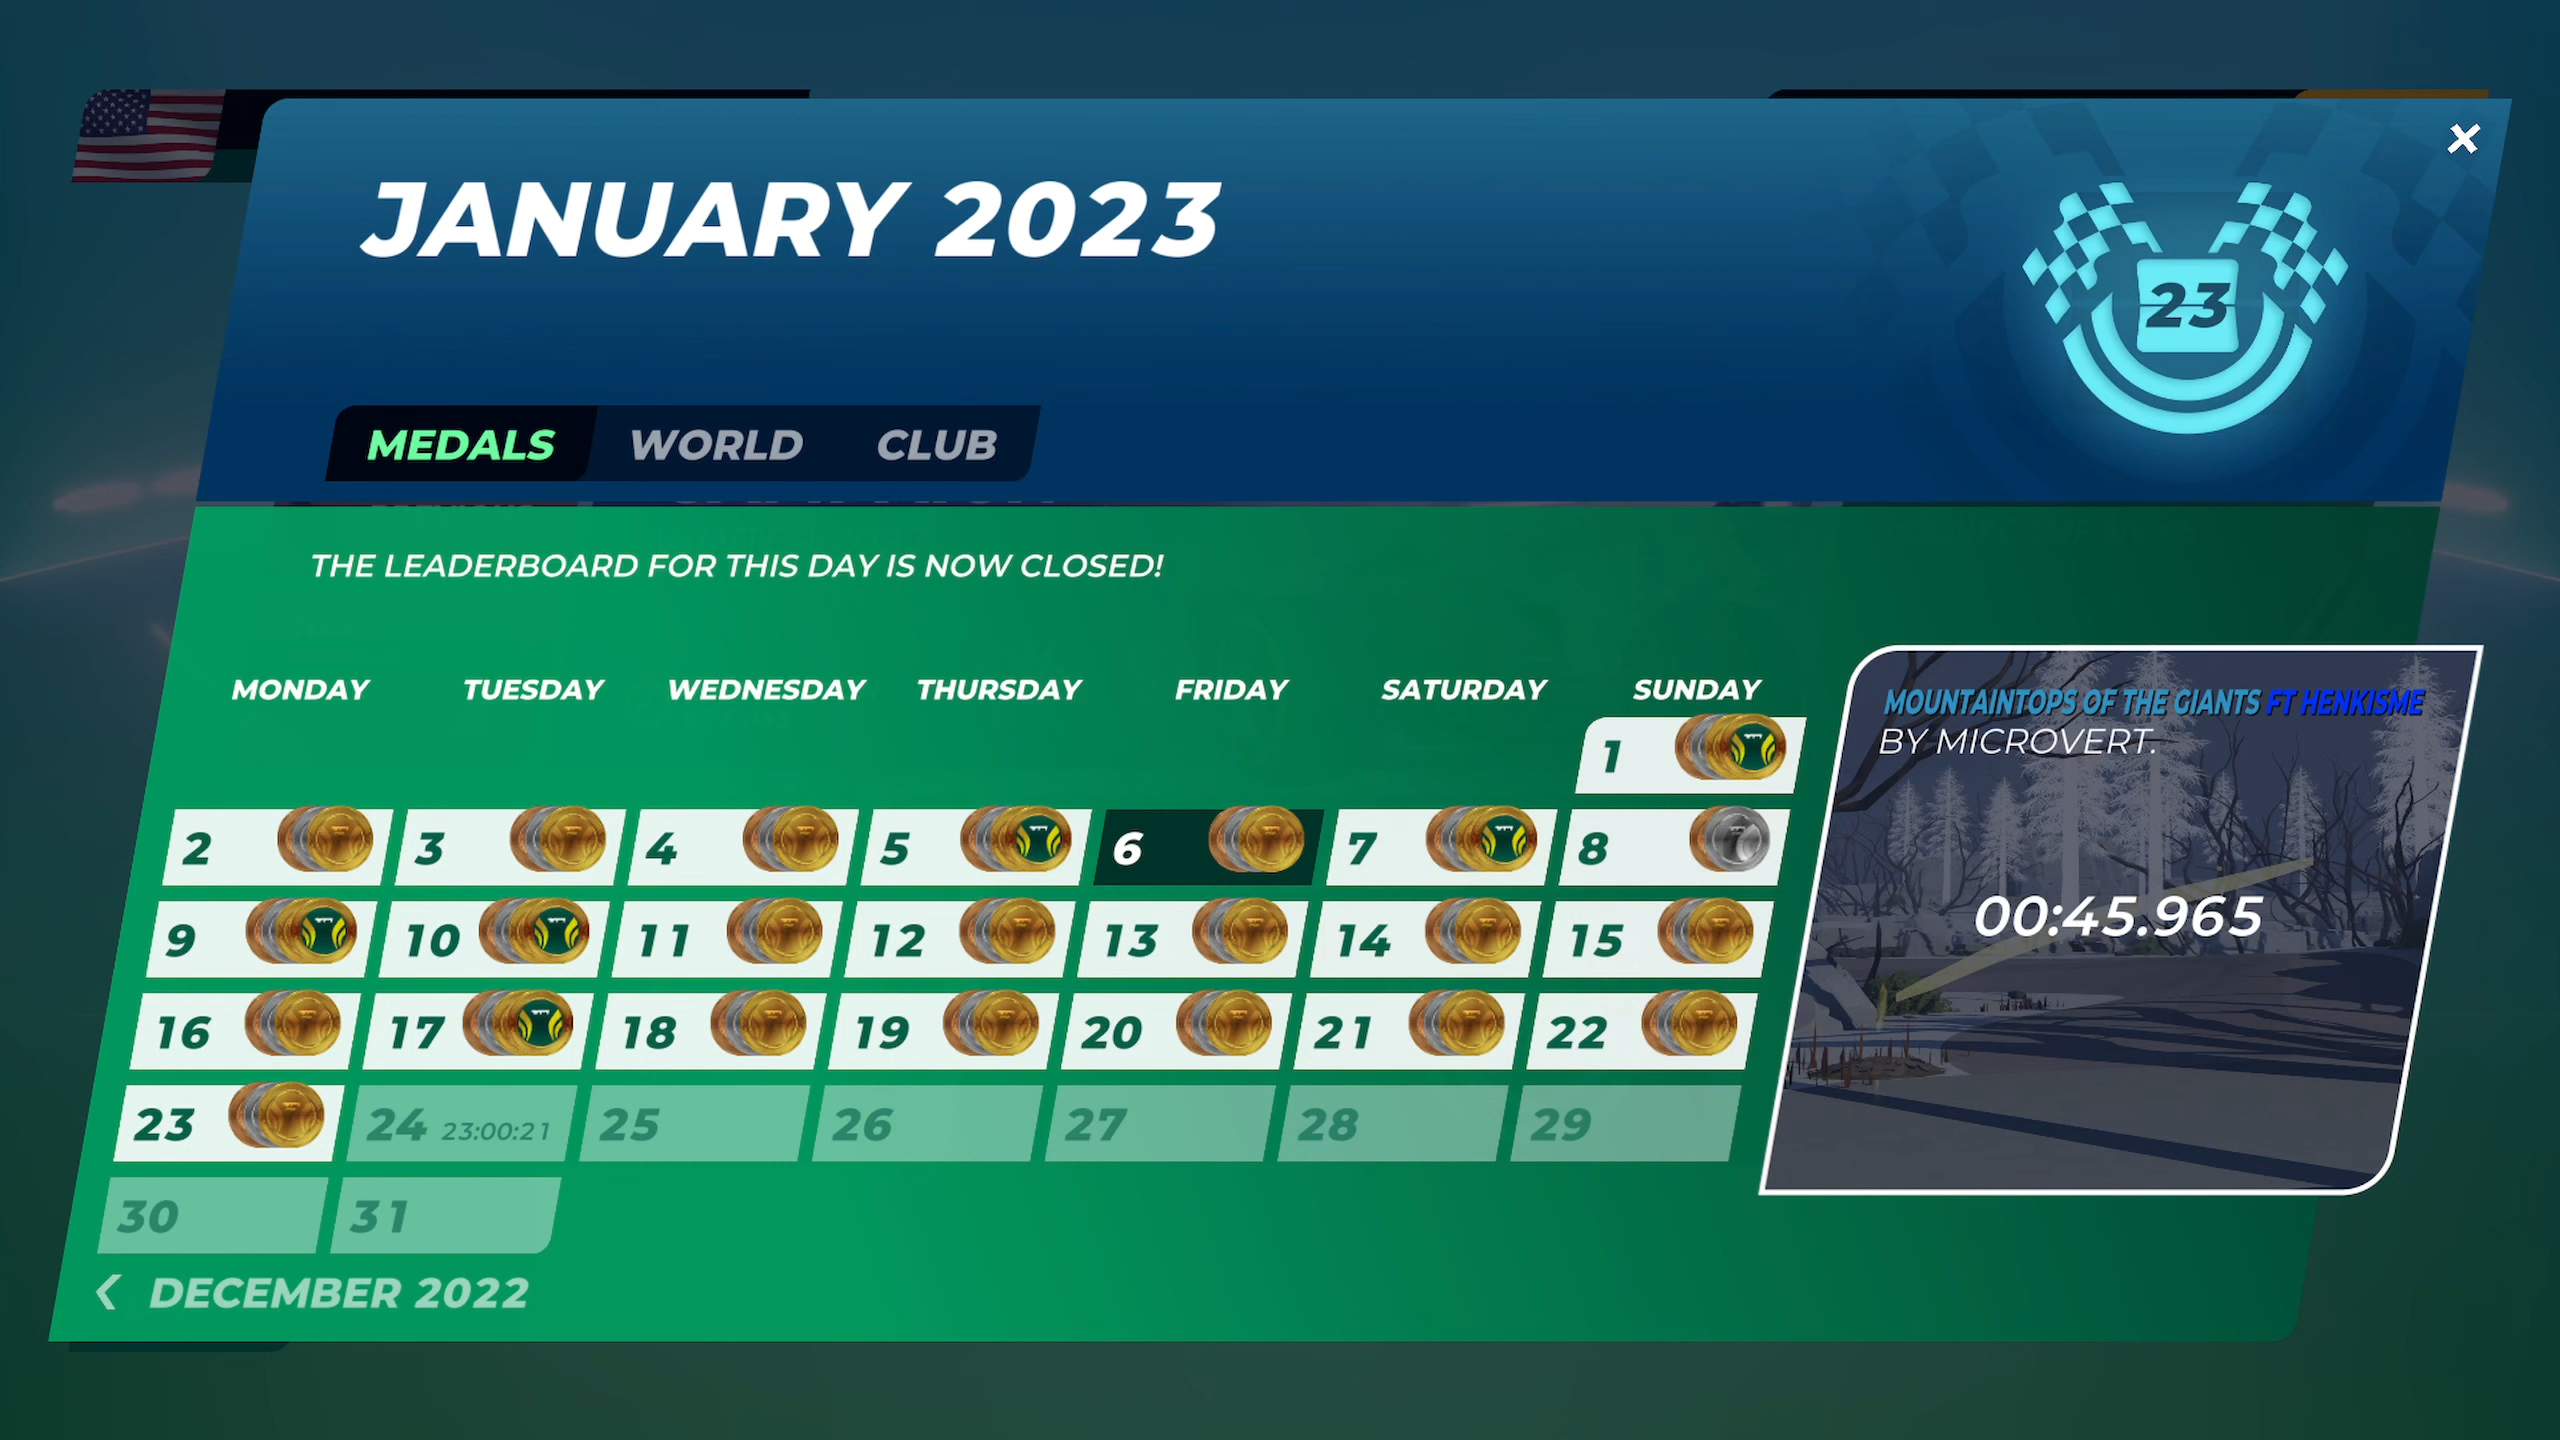 JANUARY 2023
23
MEDALS WORLD CLUB
THE LEADERBOARD FOR THIS DAY IS NOW CLOSED!
MONDAY TUESDAY WEDNESDAY THURSDAY FRIDAY SATURDAY SUNDAY
MOUNTAINTOPS OF THE GIANTS FT HENKISME
BY MICROVERT.
00:45.965
1
2 3 4 5 6 7 8
9 10 11 12 13 14 15
16 17 18 19 20 21 22
23 24 23:00:21 25 26 27 28 29
30 31
DECEMBER 2022